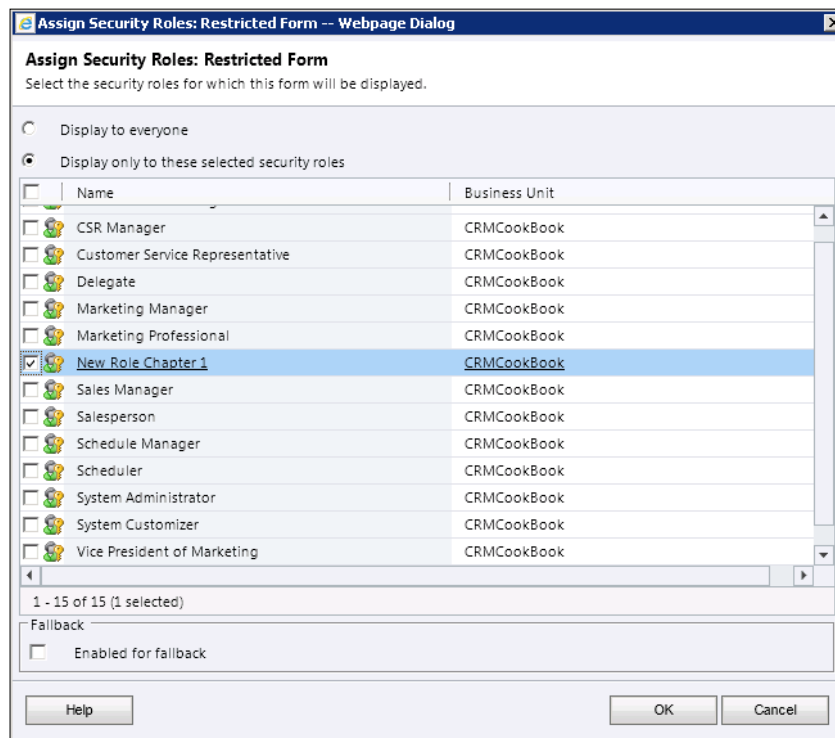 Assign Security Roles: Restricted Form -- Webpage Dialog
Assign Security Roles: Restricted Form
Select the security roles for which this form will be displayed.
Display to everyone
Display only to these selected security roles
Name Business Unit
CSR Manager CRMCookBook
Customer Service Representative CRMCookBook
Delegate CRMCookBook
Marketing Manager CRMCookBook
Marketing Professional CRMCookBook
New Role Chapter 1 CRMCookBook
Sales Manager CRMCookBook
Salesperson CRMCookBook
Schedule Manager CRMCookBook
Scheduler CRMCookBook
System Administrator CRMCookBook
System Customizer CRMCookBook
Vice President of Marketing CRMCookBook
1 - 15 of 15 (1 selected)
Fallback
Enabled for fallback
Help OK Cancel